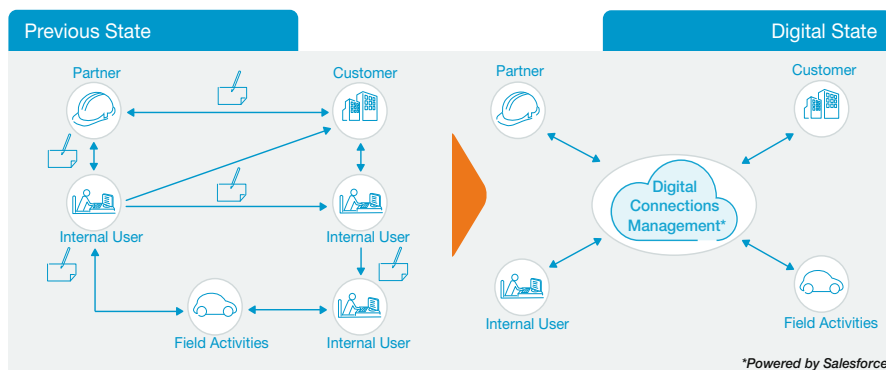 Previous State
Digital State
Partner
Customer
Internal User
Internal User
Field Activities
Internal User
Partner
Customer
Digital
Connections
Management*
Internal User
Field Activities
*Powered by Salesforce